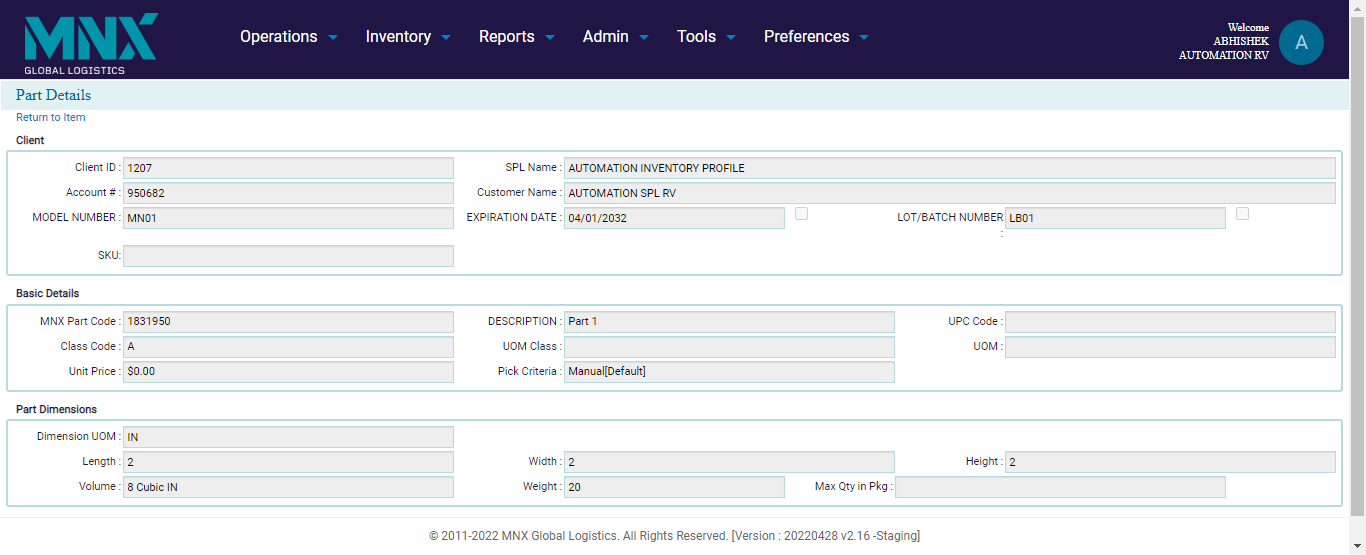 MNX
GLOBAL LOGISTICS
Operations Inventory Reports Admin Tools Preferences
Welcome
ABHISHEK
AUTOMATION RV
A
Part Details
Return to Item
Client
Client ID : 1207 SPL Name : AUTOMATION INVENTORY PROFILE
Account # : 950682 Customer Name : AUTOMATION SPL RV
MODEL NUMBER : MN01 EXPIRATION DATE : 04/01/2032 LOT/BATCH NUMBER : LB01
SKU:
Basic Details
MNX Part Code : 1831950 DESCRIPTION : Part 1 UPC Code :
Class Code : A UOM Class : UOM :
Unit Price : $0.00 Pick Criteria : Manual[Default]
Part Dimensions
Dimension UOM : IN
Length : 2 Width : 2 Height : 2
Volume : 8 Cubic IN Weight : 20 Max Qty in Pkg :
© 2011-2022 MNX Global Logistics. All Rights Reserved. [Version : 20220428 v2.16 -Staging]